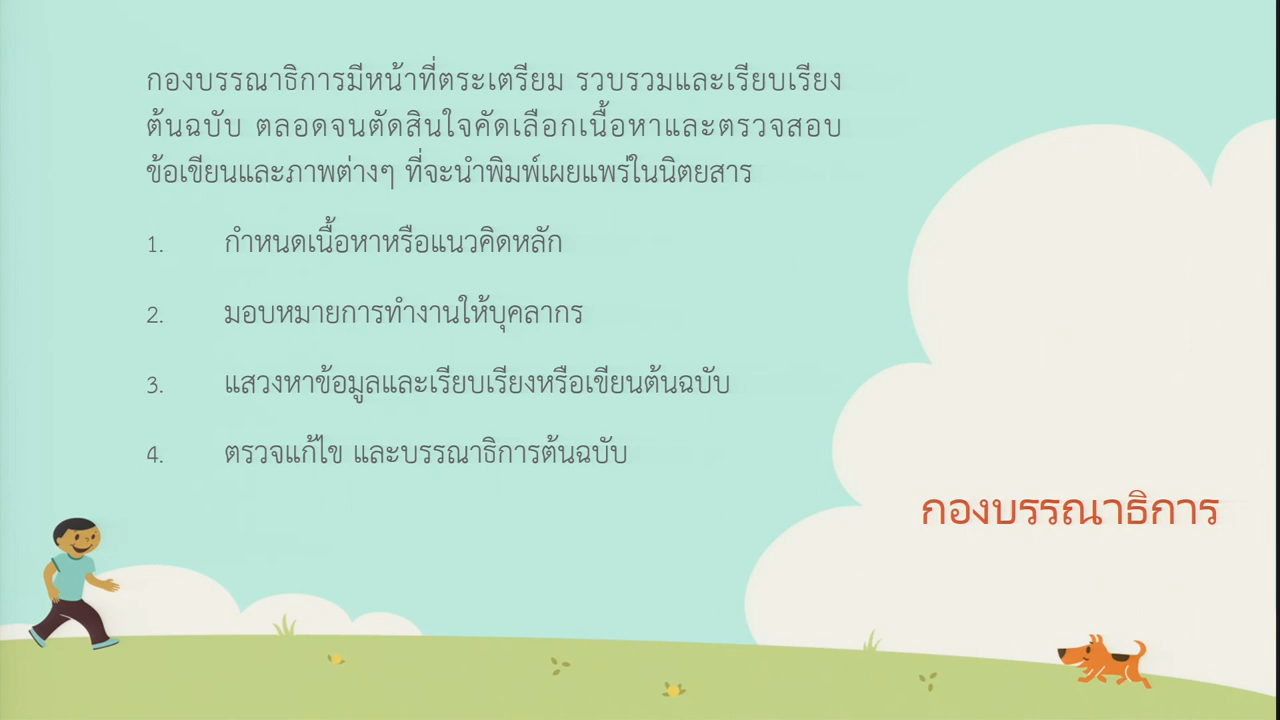 กองบรรณาธิการมีหน้าที่ตระเตรียม รวบรวมและเรียบเรียง
ต้นฉบับ ตลอดจนตัดสินใจคัดเลือกเนื้อหาและตรวจสอบ
ข้อเขียนและภาพต่างๆ ที่จะนำพิมพ์เผยแพร่ในนิตยสาร
1. กำหนดเนื้อหาหรือแนวคิดหลัก
2. มอบหมายการทำงานให้บุคลากร
3. แสวงหาข้อมูลและเรียบเรียงหรือเขียนต้นฉบับ
4. ตรวจแก้ไข และบรรณาธิการต้นฉบับ
กองบรรณาธิการ